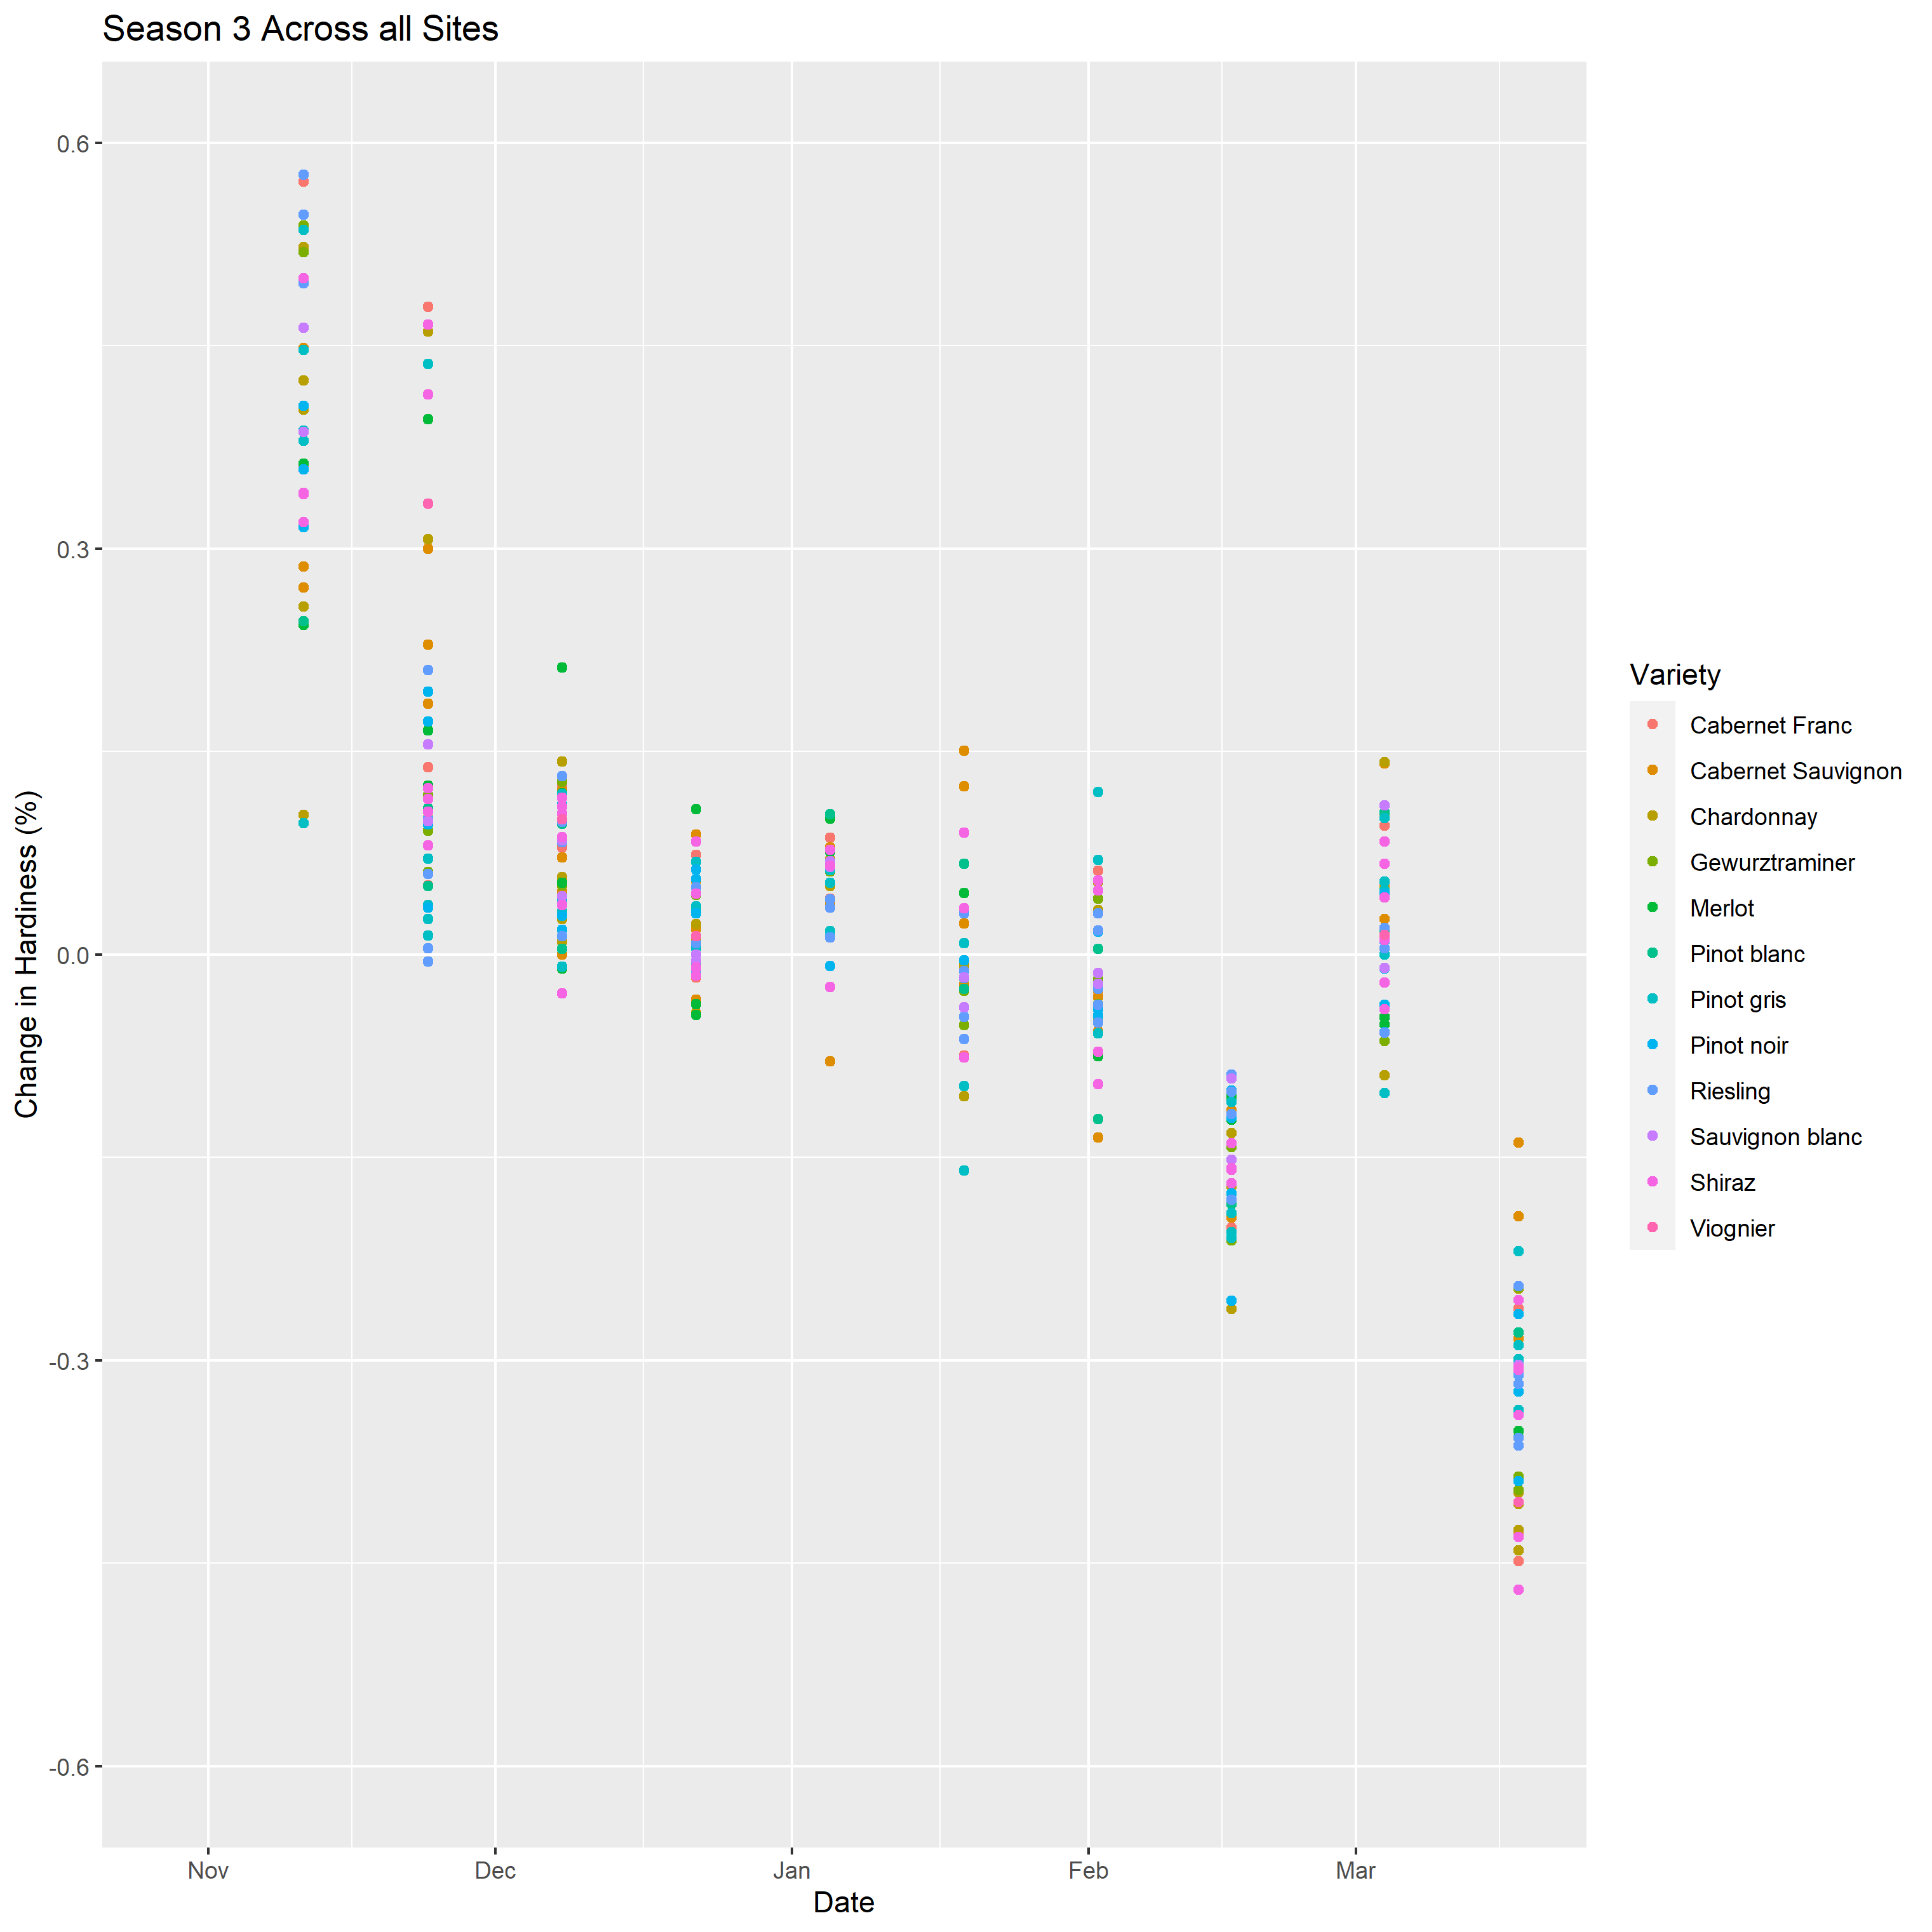 Season 3 Across all Sites
Change in Hardiness (%)
0.6
0.3
0.0
-0.3
-0.6
Nov Dec Jan Feb Mar
Date
Variety
Cabernet Franc
Cabernet Sauvignon
Chardonnay
Gewurztraminer
Merlot
Pinot blanc
Pinot gris
Pinot noir
Riesling
Sauvignon blanc
Shiraz
Viognier